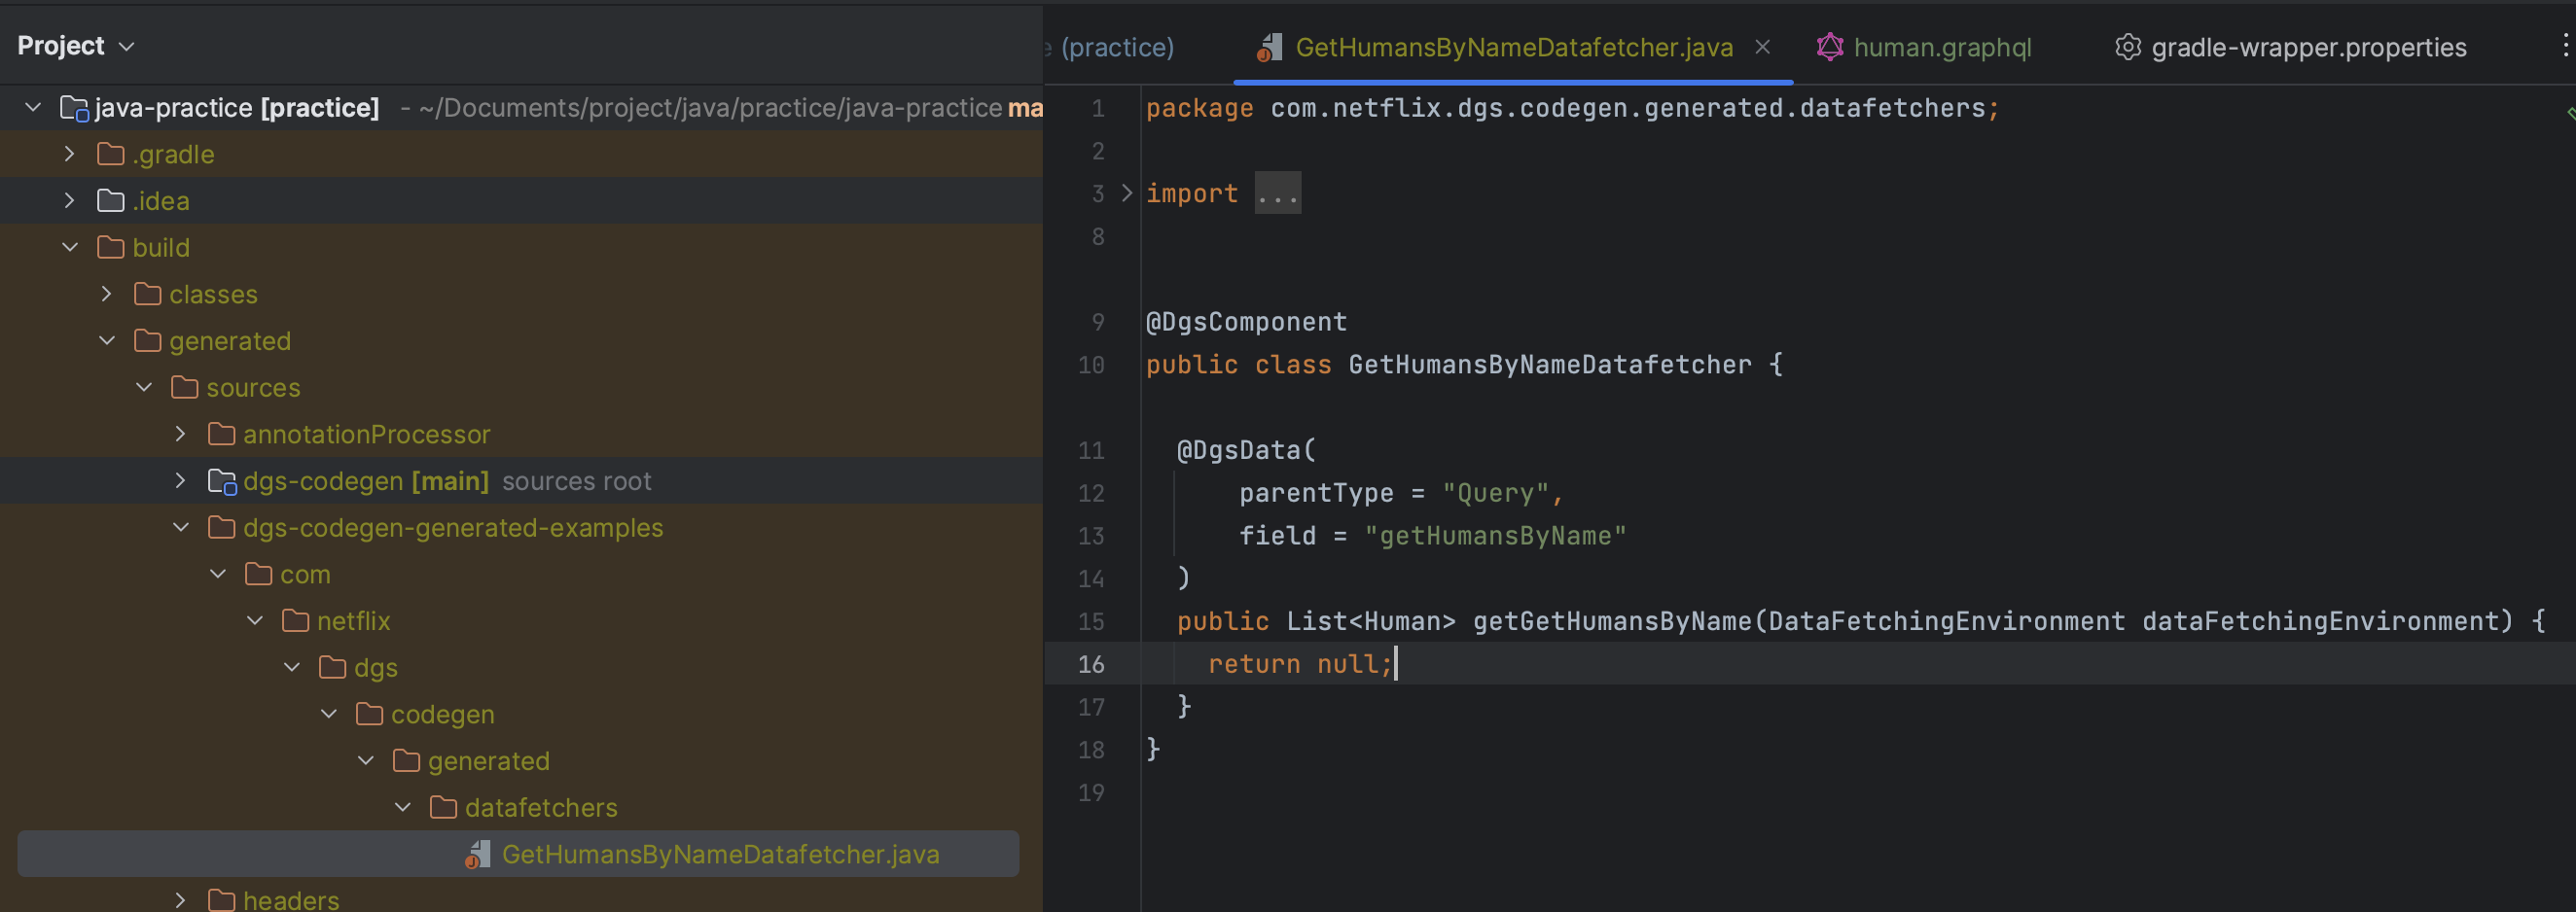 Project
(practice) GetHumansByNameDatafetcher.java human.graphql gradle-wrapper.properties
java-practice [practice] - ~/Documents/project/java/practice/java-practice ma
.gradle
.idea
build
classes
generated
sources
annotationProcessor
dgs-codegen [main] sources root
dgs-codegen-generated-examples
com
netflix
dgs
codegen
generated
datafetchers
GetHumansByNameDatafetcher.java
headers
1 package com.netflix.dgs.codegen.generated.datafetchers;
2
3 import ...
8
9 @DgsComponent
10 public class GetHumansByNameDatafetcher {
11 @DgsData(
12 parentType = "Query",
13 field = "getHumansByName"
14 )
15 public List<Human> getGetHumansByName(DataFetchingEnvironment dataFetchingEnvironment) {
16 return null;
17 }
18 }
19